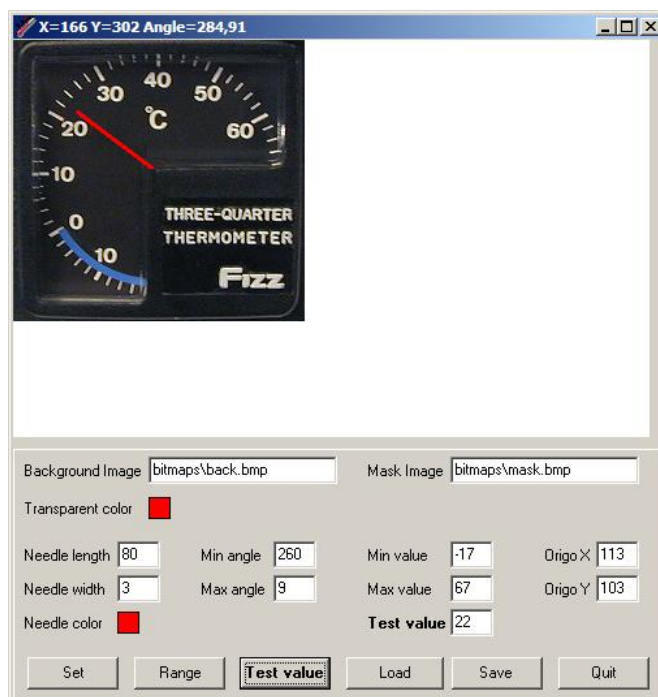 X=166 Y=302 Angle=284,91
40
30 50
°C
20 60
10
0
10
THREE-QUARTER
THERMOMETER
Fizz
Background Image bitmaps\back.bmp Mask Image bitmaps\mask.bmp
Transparent color
Needle length 80 Min angle 260 Min value -17 Origo X 113
Needle width 3 Max angle 9 Max value 67 Origo Y 103
Needle color Test value 22
Set Range Test value Load Save Quit